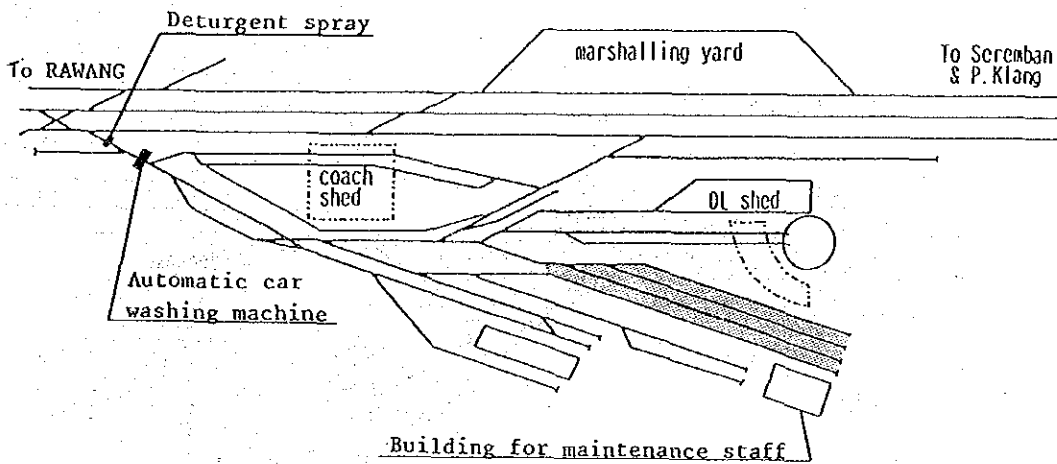 Deturgent spray
marshalling yard
To Seremban
& P.Klang
To RAWANG
coach
shed
DL shed
Automatic car
washing machine
Building for maintenance staff